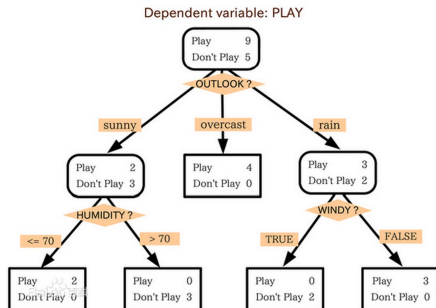 Dependent variable: PLAY
Play 9
Don't Play 5
OUTLOOK ?
sunny
overcast
rain
Play 2
Don't Play 3
Play 4
Don't Play 0
Play 3
Don't Play 2
HUMIDITY ?
WINDY ?
<= 70
> 70
TRUE
FALSE
Play 2
Don't Play 0
Play 0
Don't Play 3
Play 0
Don't Play 2
Play 3
Don't Play 0